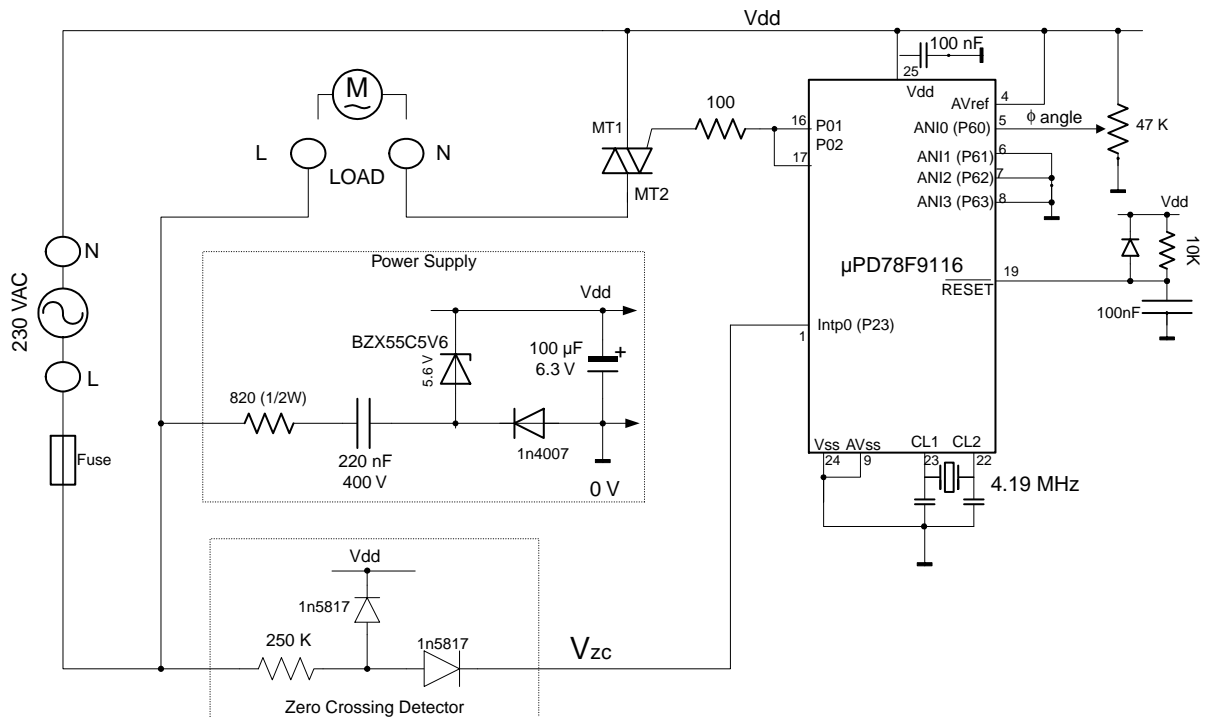 Vdd
100 nF
25
Vdd
M
100
MT1
MT2
L
LOAD
N
16
P01
P02
17
AVref
4
ANI0 (P60)
5
ϕ angle
47 K
ANI1 (P61)
6
ANI2 (P62)
7
ANI3 (P63)
8
Vdd
10K
µPD78F9116
RESET
19
100nF
N
230 VAC
L
Fuse
Power Supply
Vdd
BZX55C5V6
5.6 V
100 µF
6.3 V
+
820 (1/2W)
220 nF
400 V
1n4007
0 V
Intp0 (P23)
1
Vss
AVss
CL1
CL2
24
9
23
22
4.19 MHz
Vdd
1n5817
250 K
1n5817
Vzc
Zero Crossing Detector